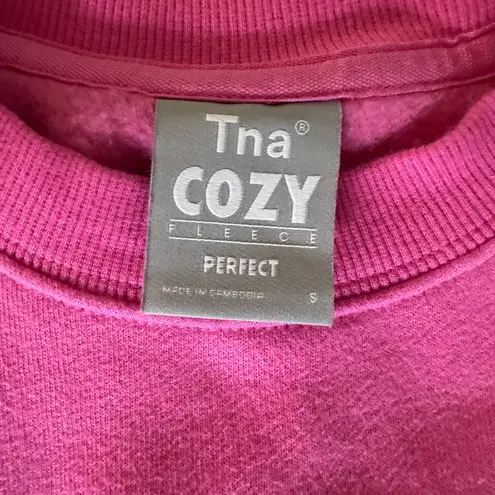 Tna®
COZY
FLEECE
PERFECT
MADE IN CAMBODIA S